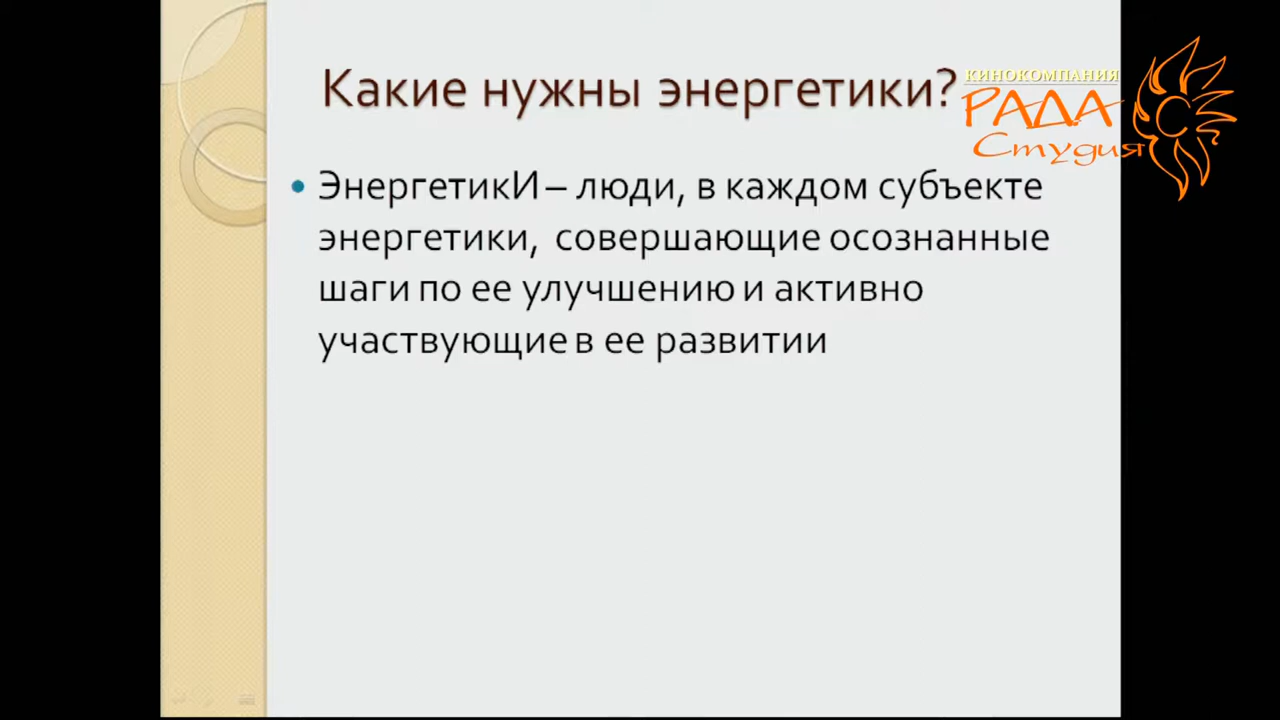 Какие нужны энергетики?
КИНОКОМПАНИЯ
РАДА
Студия
• ЭнергетикИ – люди, в каждом субъекте
энергетики, совершающие осознанные
шаги по ее улучшению и активно
участвующие в ее развитии